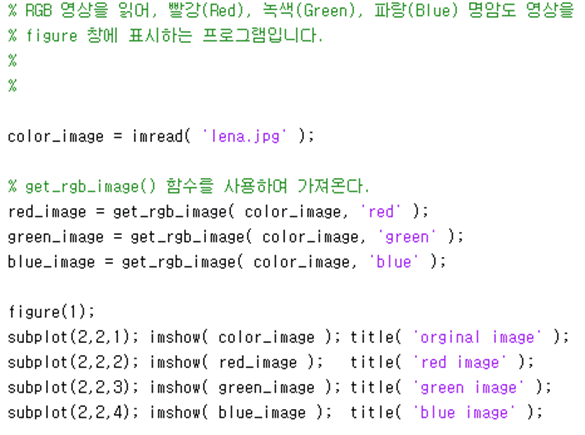 % RGB 영상을 읽어, 빨강(Red), 녹색(Green), 파랑(Blue) 명암도 영상을
% figure 창에 표시하는 프로그램입니다.
%
%
color_image = imread( 'lena.jpg' );
% get_rgb_image() 함수를 사용하여 가져온다.
red_image = get_rgb_image( color_image, 'red' );
green_image = get_rgb_image( color_image, 'green' );
blue_image = get_rgb_image( color_image, 'blue' );
figure(1);
subplot(2,2,1); imshow( color_image ); title( 'orginal image' );
subplot(2,2,2); imshow( red_image ); title( 'red image' );
subplot(2,2,3); imshow( green_image ); title( 'green image' );
subplot(2,2,4); imshow( blue_image ); title( 'blue image' );